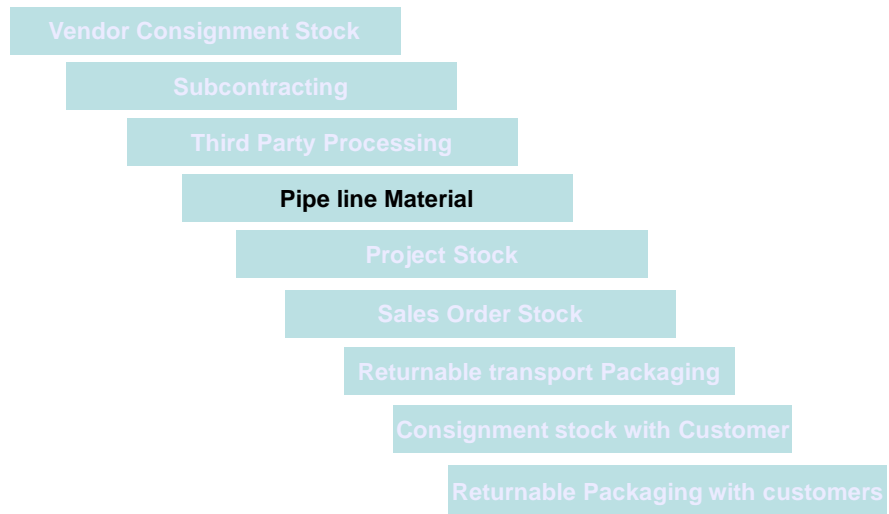 Vendor Consignment Stock
Subcontracting
Third Party Processing
Pipe line Material
Project Stock
Sales Order Stock
Returnable transport Packaging
Consignment stock with Customer
Returnable Packaging with customers